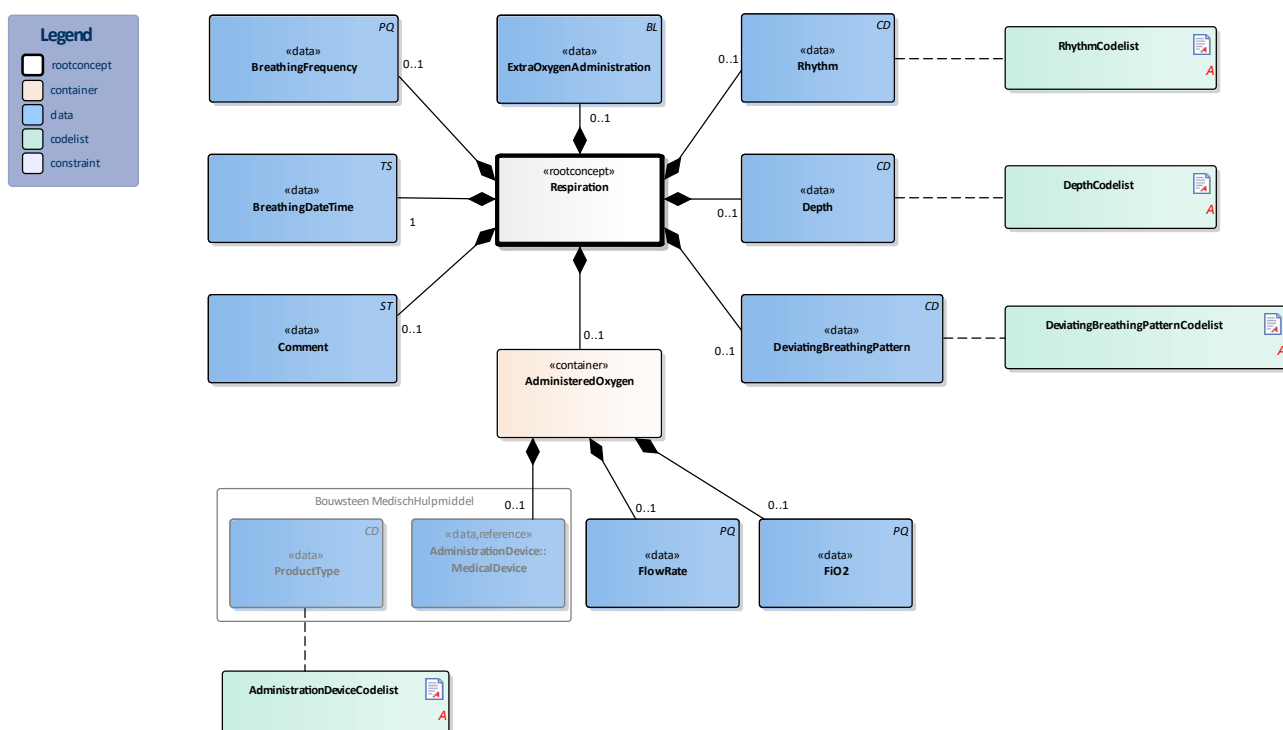 Legend
rootconcept
container
data
codelist
constraint
PQ
«data»
BreathingFrequency
0..1
BL
«data»
ExtraOxygenAdministration
0..1
CD
«data»
Rhythm
0..1
RhythmCodelist
A
TS
«data»
BreathingDateTime
1
«rootconcept»
Respiration
CD
«data»
Depth
0..1
DepthCodelist
A
ST
«data»
Comment
0..1
0..1
«container»
AdministeredOxygen
CD
«data»
DeviatingBreathingPattern
0..1
DeviatingBreathingPatternCodelist
A
Bouwsteen MedischHulpmiddel
CD
«data»
ProductType
0..1
«data,reference»
AdministrationDevice::
MedicalDevice
0..1
PQ
«data»
FlowRate
0..1
PQ
«data»
FiO2
AdministrationDeviceCodelist
A